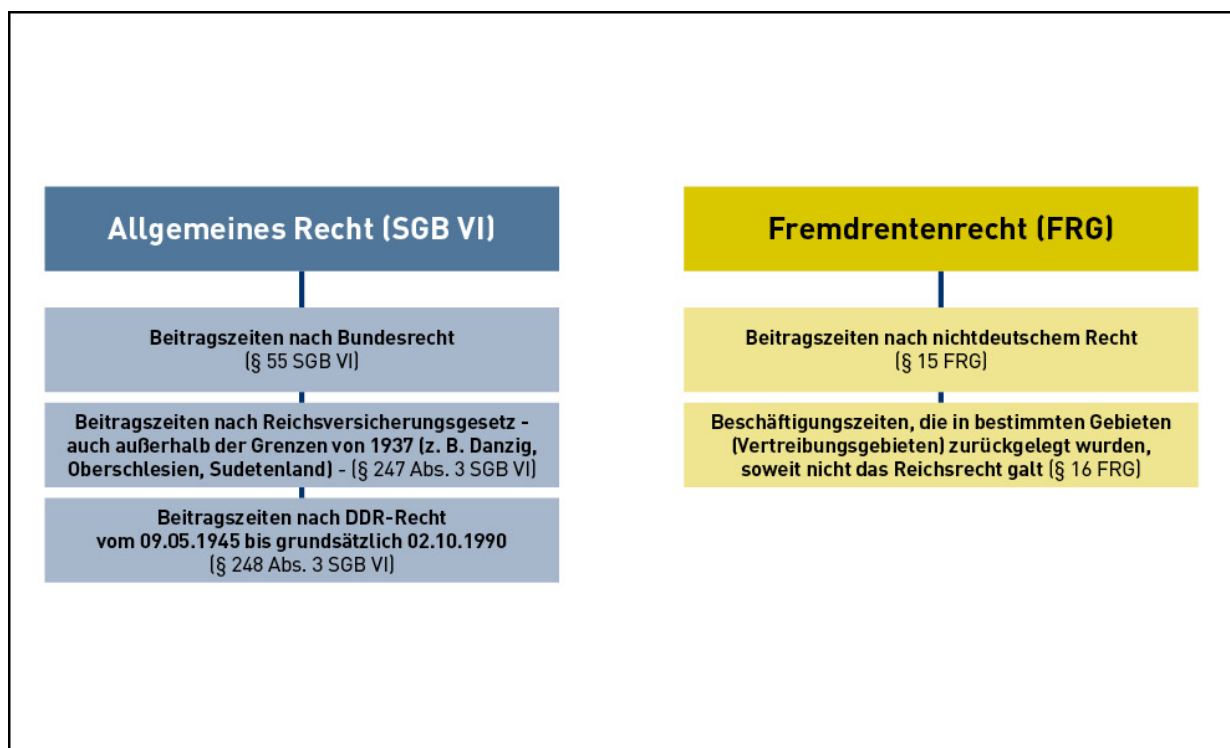 Allgemeines Recht (SGB VI)
Beitragszeiten nach Bundesrecht
(§ 55 SGB VI)
Beitragszeiten nach Reichsversicherungsgesetz -
auch außerhalb der Grenzen von 1937 (z. B. Danzig,
Oberschlesien, Sudetenland) - (§ 247 Abs. 3 SGB VI)
Beitragszeiten nach DDR-Recht
vom 09.05.1945 bis grundsätzlich 02.10.1990
(§ 248 Abs. 3 SGB VI)
Fremdrentenrecht (FRG)
Beitragszeiten nach nichtdeutschem Recht
(§ 15 FRG)
Beschäftigungszeiten, die in bestimmten Gebieten
(Vertreibungsgebieten) zurückgelegt wurden,
soweit nicht das Reichsrecht galt (§ 16 FRG)